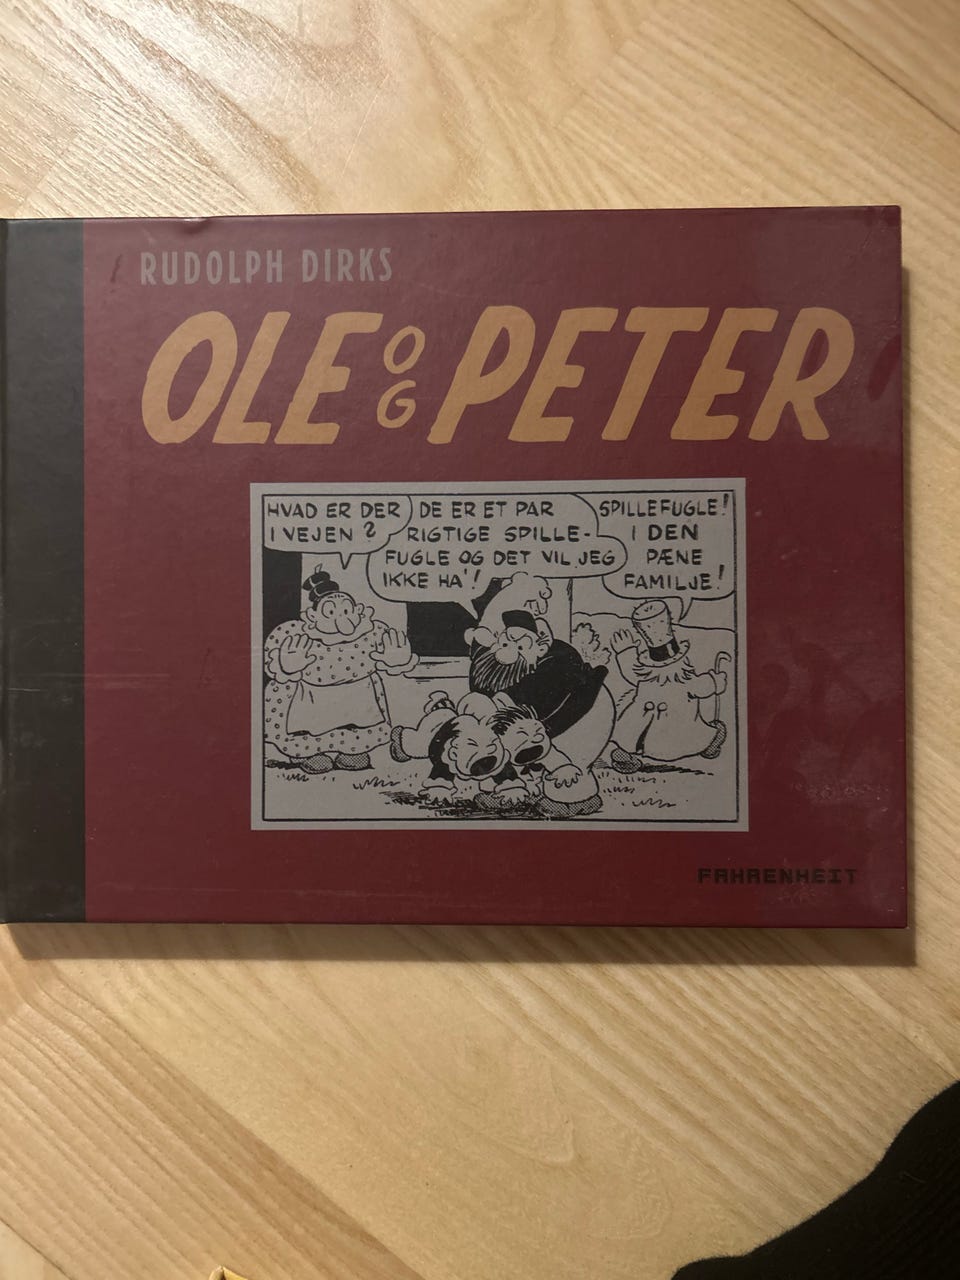 RUDOLPH DIRKS
OLE OG PETER
HVAD ER DER
I VEJEN?
DE ER ET PAR
RIGTIGE SPILLE-
FUGLE OG DET VIL JEG
IKKE HA'!
SPILLEFUGLE!
I DEN
PÆNE
FAMILJE!
FAHRENHEIT